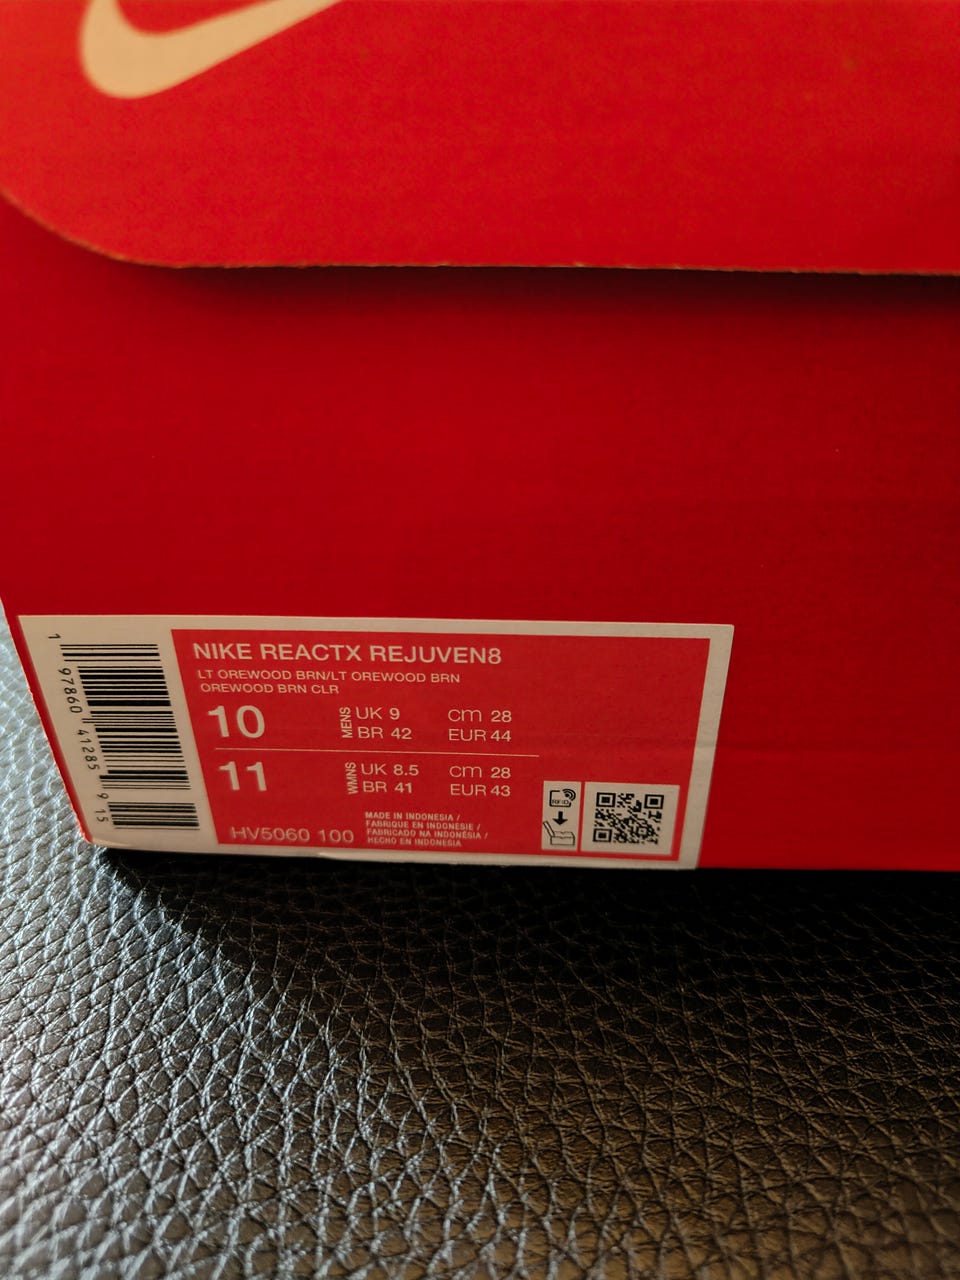 NIKE REACTX REJUVEN8
LT OREWOOD BRN/LT OREWOOD BRN
OREWOOD BRN CLR
10 MENS UK 9 cm 28
BR 42 EUR 44
11 WMNS UK 8.5 cm 28
BR 41 EUR 43
HV5060 100
MADE IN INDONESIA /
FABRIQUE EN INDONESIE /
FABRICADO NA INDONÉSIA /
HECHO EN INDONESIA
RFID
1 97860 41285 9 15